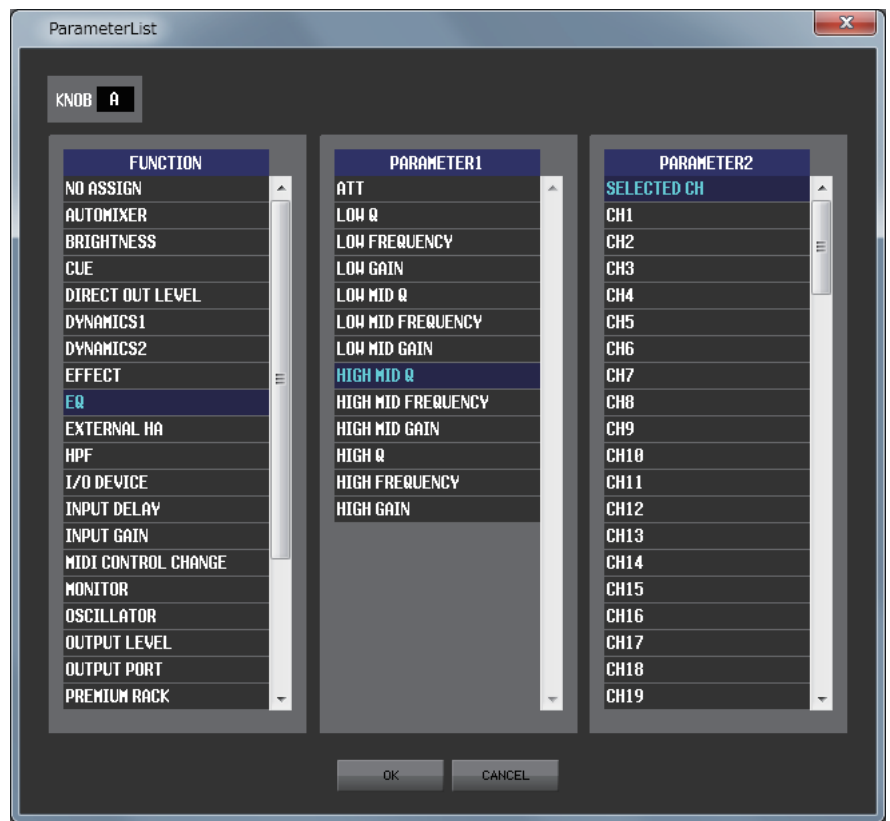 ParameterList
KNOB A
FUNCTION
NO ASSIGN
AUTOMIXER
BRIGHTNESS
CUE
DIRECT OUT LEVEL
DYNAMICS1
DYNAMICS2
EFFECT
EQ
EXTERNAL HA
HPF
I/O DEVICE
INPUT DELAY
INPUT GAIN
MIDI CONTROL CHANGE
MONITOR
OSCILLATOR
OUTPUT LEVEL
OUTPUT PORT
PREMIUM RACK
PARAMETER1
ATT
LOW Q
LOW FREQUENCY
LOW GAIN
LOW MID Q
LOW MID FREQUENCY
LOW MID GAIN
HIGH MID Q
HIGH MID FREQUENCY
HIGH MID GAIN
HIGH Q
HIGH FREQUENCY
HIGH GAIN
PARAMETER2
SELECTED CH
CH1
CH2
CH3
CH4
CH5
CH6
CH7
CH8
CH9
CH10
CH11
CH12
CH13
CH14
CH15
CH16
CH17
CH18
CH19
OK
CANCEL